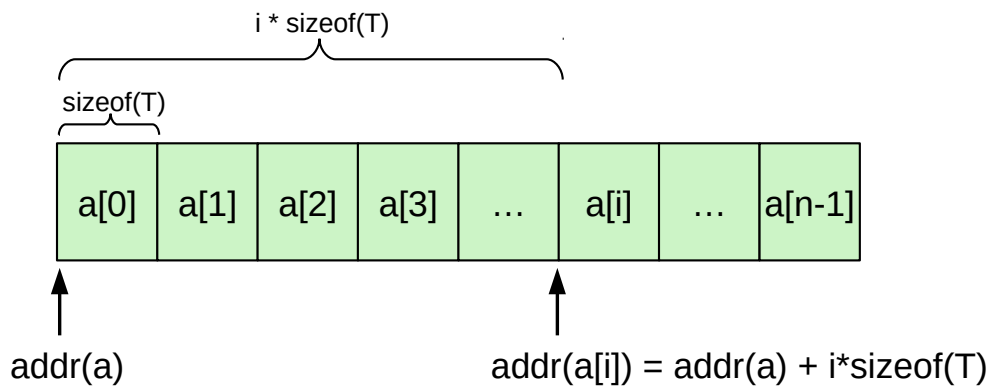 i * sizeof(T)
sizeof(T)
a[0] a[1] a[2] a[3] ... a[i] ... a[n-1]
addr(a) addr(a[i]) = addr(a) + i*sizeof(T)